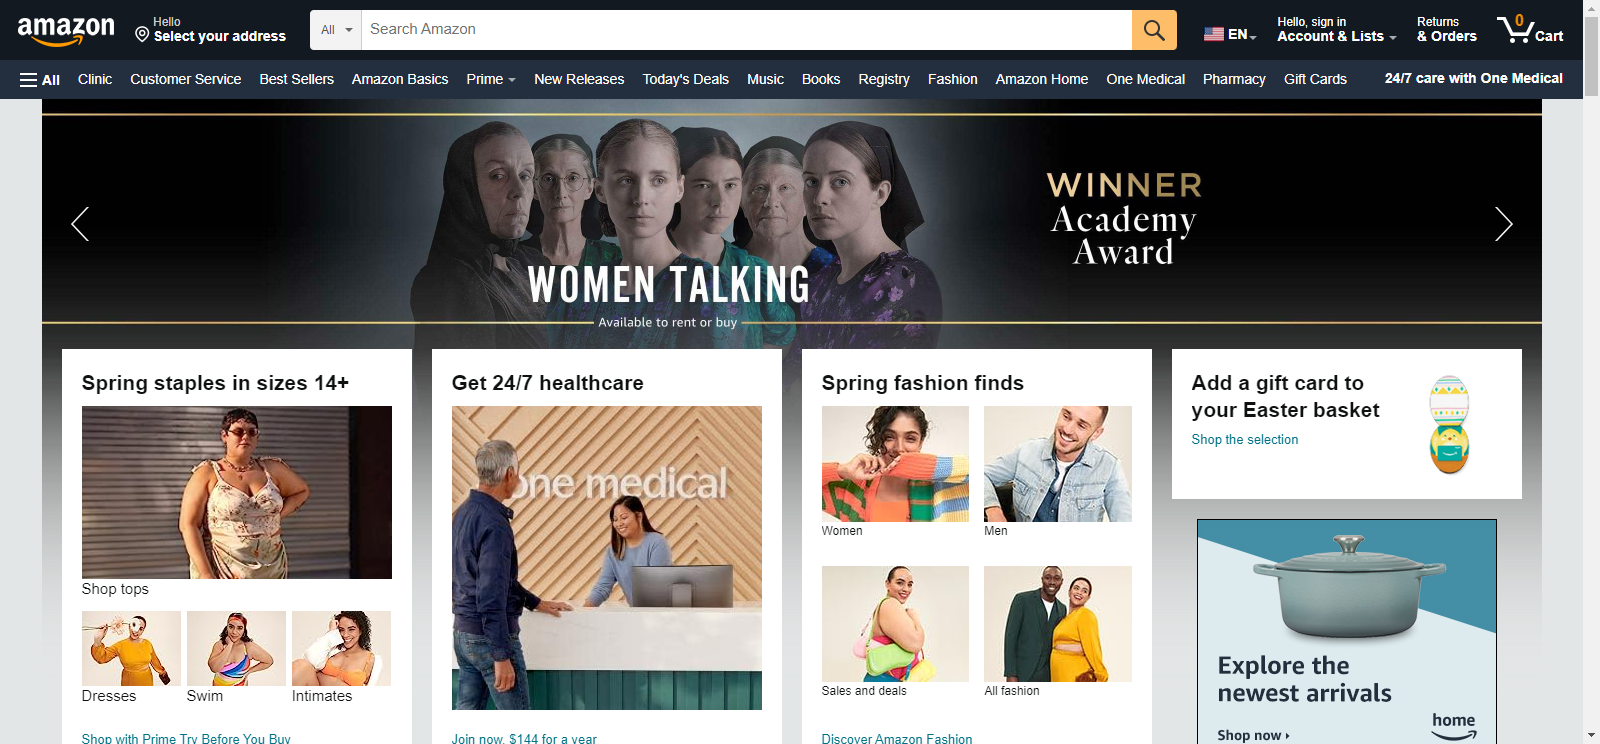 amazon
Hello
Select your address
All
Search Amazon
EN
Hello, sign in
Account & Lists
Returns
& Orders
0
Cart
All
Clinic
Customer Service
Best Sellers
Amazon Basics
Prime
New Releases
Today's Deals
Music
Books
Registry
Fashion
Amazon Home
One Medical
Pharmacy
Gift Cards
24/7 care with One Medical
WINNER
Academy
Award
WOMEN TALKING
Available to rent or buy
Spring staples in sizes 14+
Shop tops
Dresses
Swim
Intimates
Shop with Prime Try Before You Buy
Get 24/7 healthcare
one medical
Join now, $144 for a year
Spring fashion finds
Women
Men
Sales and deals
All fashion
Discover Amazon Fashion
Add a gift card to
your Easter basket
Shop the selection
Explore the
newest arrivals
Shop now
home